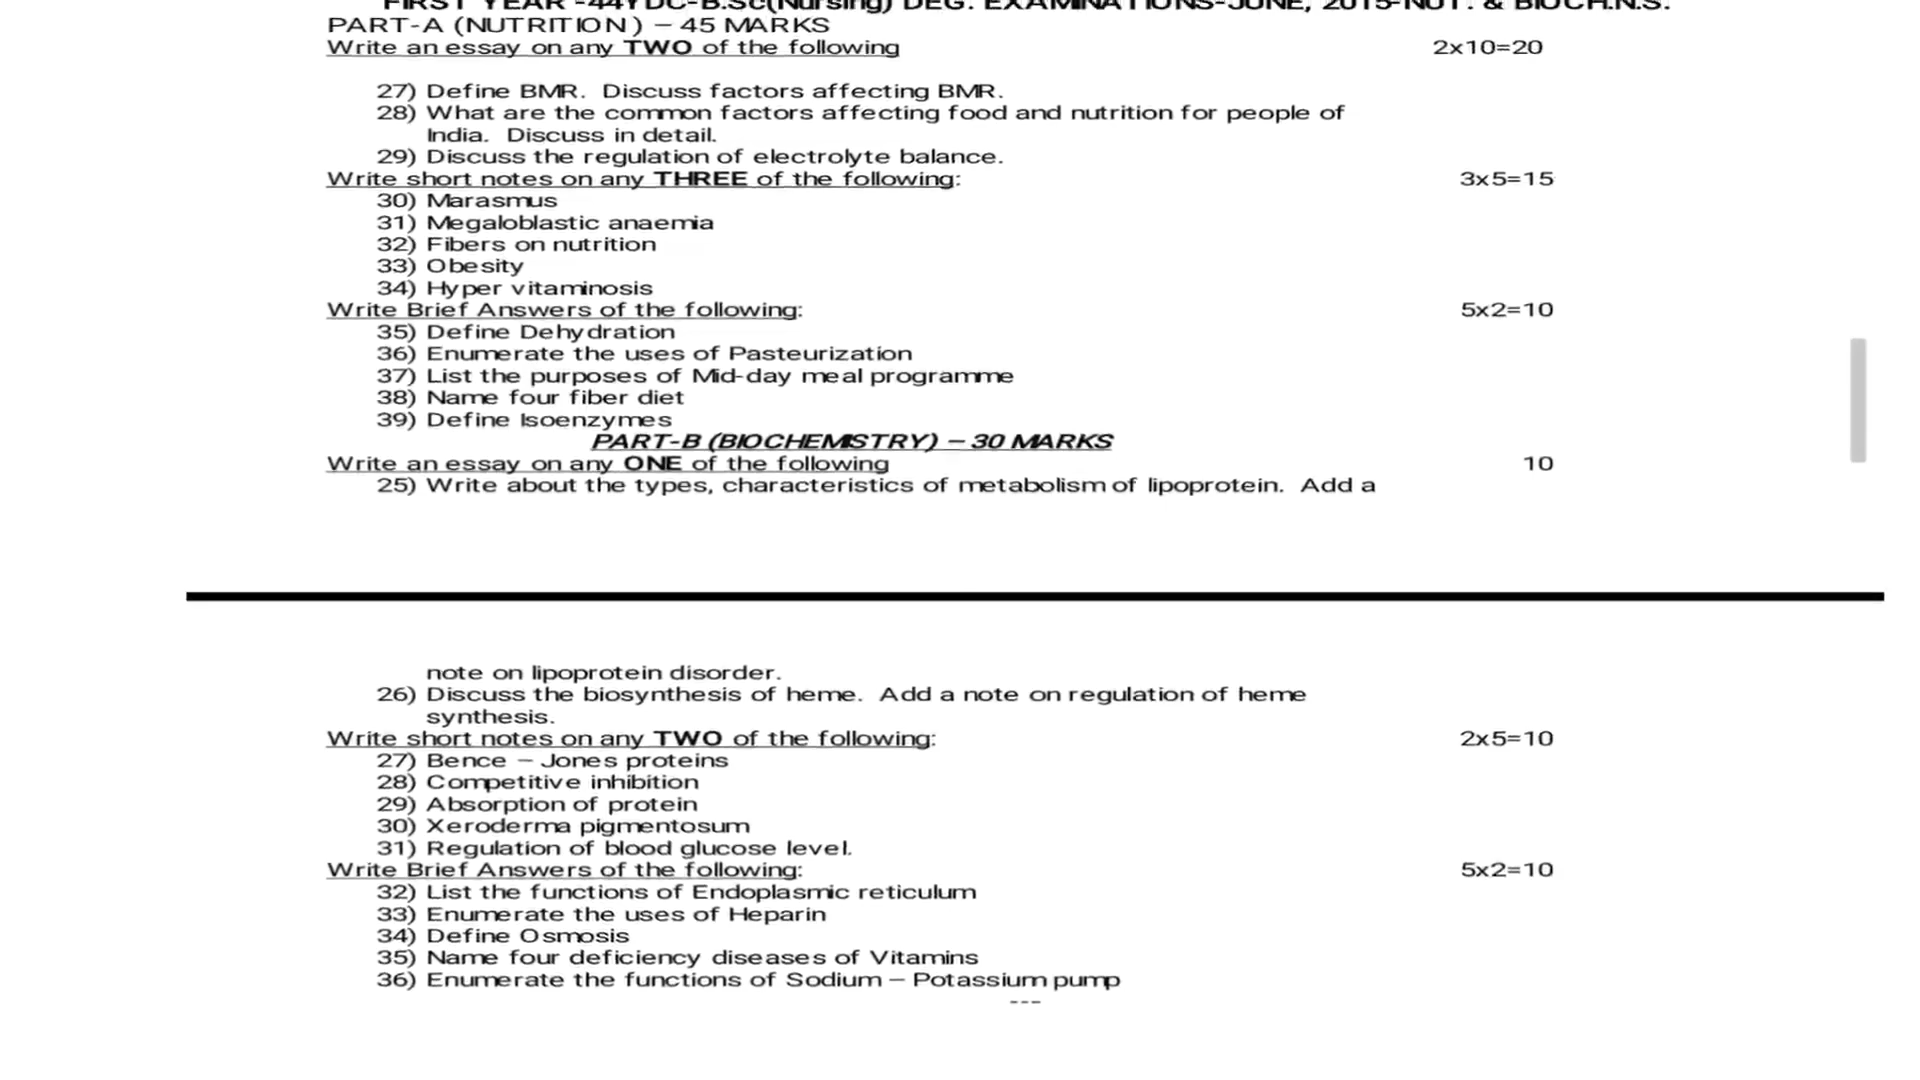 FIRST YEAR -44YDC-B.Sc(Nursing) DEG. EXAMINATIONS-JUNE, 2015-NUT. & BIOCH.N.S.
PART-A (NUTRITION ) – 45 MARKS
Write an essay on any TWO of the following 2x10=20
27) Define BMR. Discuss factors affecting BMR.
28) What are the common factors affecting food and nutrition for people of
India. Discuss in detail.
29) Discuss the regulation of electrolyte balance.
Write short notes on any THREE of the following: 3x5=15
30) Marasmus
31) Megaloblastic anaemia
32) Fibers on nutrition
33) Obesity
34) Hyper vitaminosis
Write Brief Answers of the following: 5x2=10
35) Define Dehydration
36) Enumerate the uses of Pasteurization
37) List the purposes of Mid-day meal programme
38) Name four fiber diet
39) Define Isoenzymes
PART-B (BIOCHEMISTRY) – 30 MARKS
Write an essay on any ONE of the following 10
25) Write about the types, characteristics of metabolism of lipoprotein. Add a
note on lipoprotein disorder.
26) Discuss the biosynthesis of heme. Add a note on regulation of heme
synthesis.
Write short notes on any TWO of the following: 2x5=10
27) Bence – Jones proteins
28) Competitive inhibition
29) Absorption of protein
30) Xeroderma pigmentosum
31) Regulation of blood glucose level.
Write Brief Answers of the following: 5x2=10
32) List the functions of Endoplasmic reticulum
33) Enumerate the uses of Heparin
34) Define Osmosis
35) Name four deficiency diseases of Vitamins
36) Enumerate the functions of Sodium – Potassium pump
---